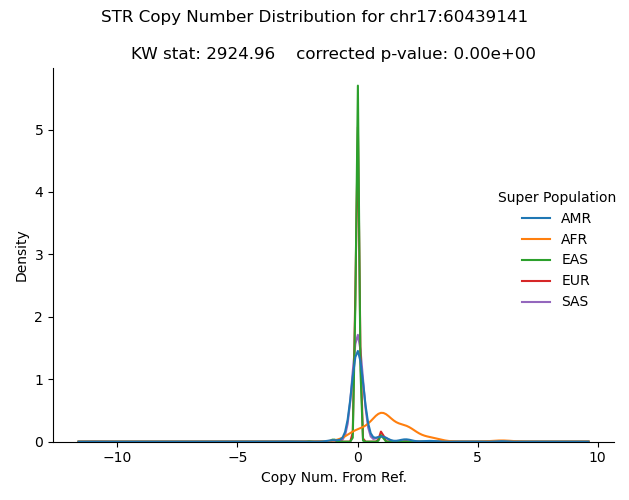 STR Copy Number Distribution for chr17:60439141
KW stat: 2924.96    corrected p-value: 0.00e+00
Density
5
4
3
2
1
0
−10
−5
0
5
10
Copy Num. From Ref.
Super Population
AMR
AFR
EAS
EUR
SAS